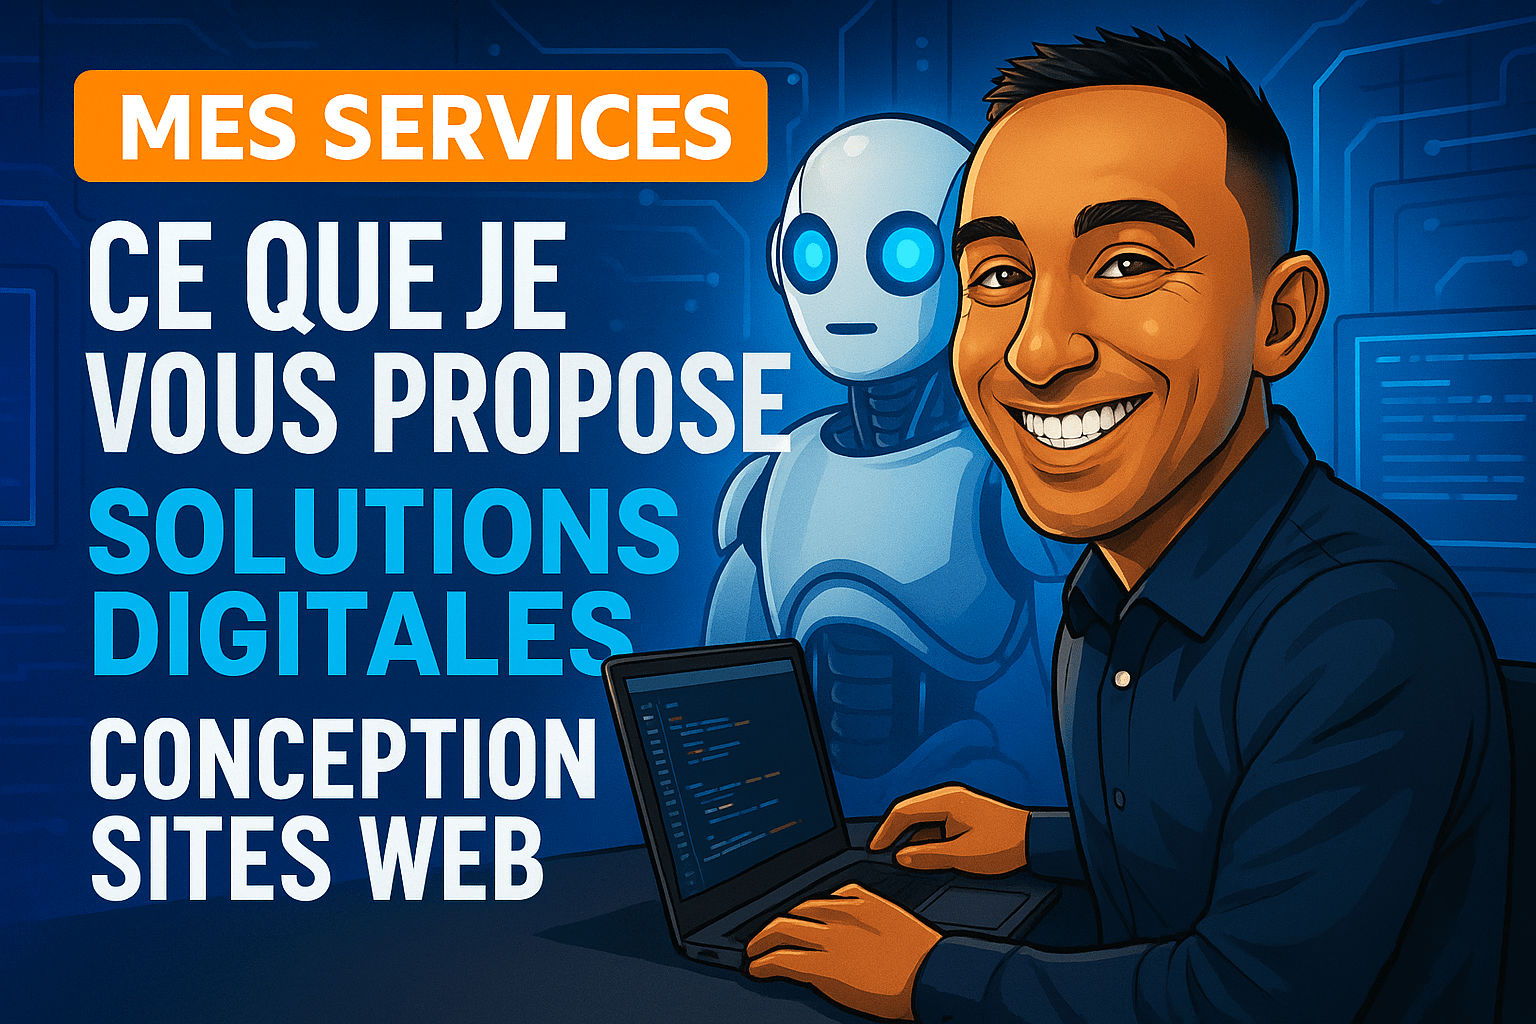 MES SERVICES
CE QUE JE
VOUS PROPOSE
SOLUTIONS
DIGITALES
CONCEPTION
SITES WEB